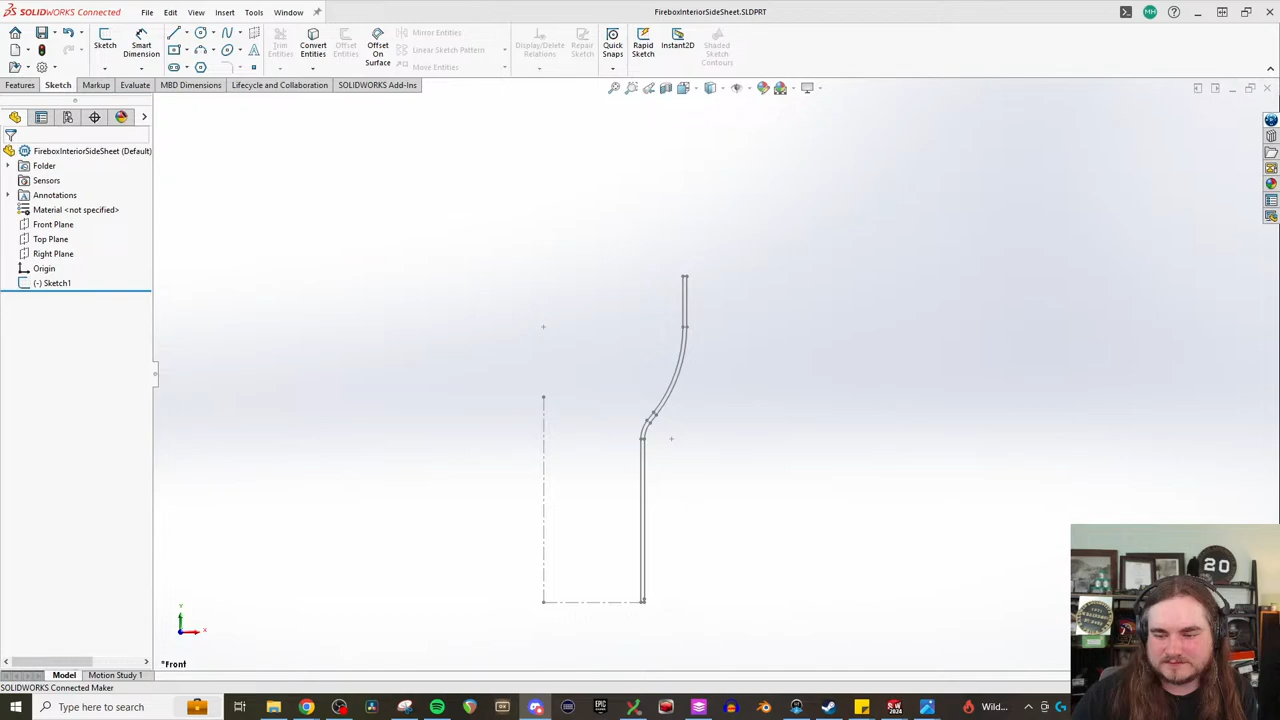 SOLIDWORKS File Edit View Insert Tools Window
FireboxInteriorSideSheet.SLDPRT
MH
Sketch
Smart Dimension
Trim Entities
Convert Entities
Offset Entities
Offset On Surface
Mirror Entities
Linear Sketch Pattern
Move Entities
Display/Delete Relations
Repair Sketch
Quick Snaps
Rapid Sketch
Instant2D
Shaded Sketch Contours
Features Sketch Markup Evaluate MBD Dimensions Lifecycle and Collaboration SOLIDWORKS Add-Ins
FireboxInteriorSideSheet (Default)
Folder
Sensors
Annotations
Material <not specified>
Front Plane
Top Plane
Right Plane
Origin
(-) Sketch1
Y
X
*Front
20
Model Motion Study 1
SOLIDWORKS Connected Maker
Type here to search
Wild...